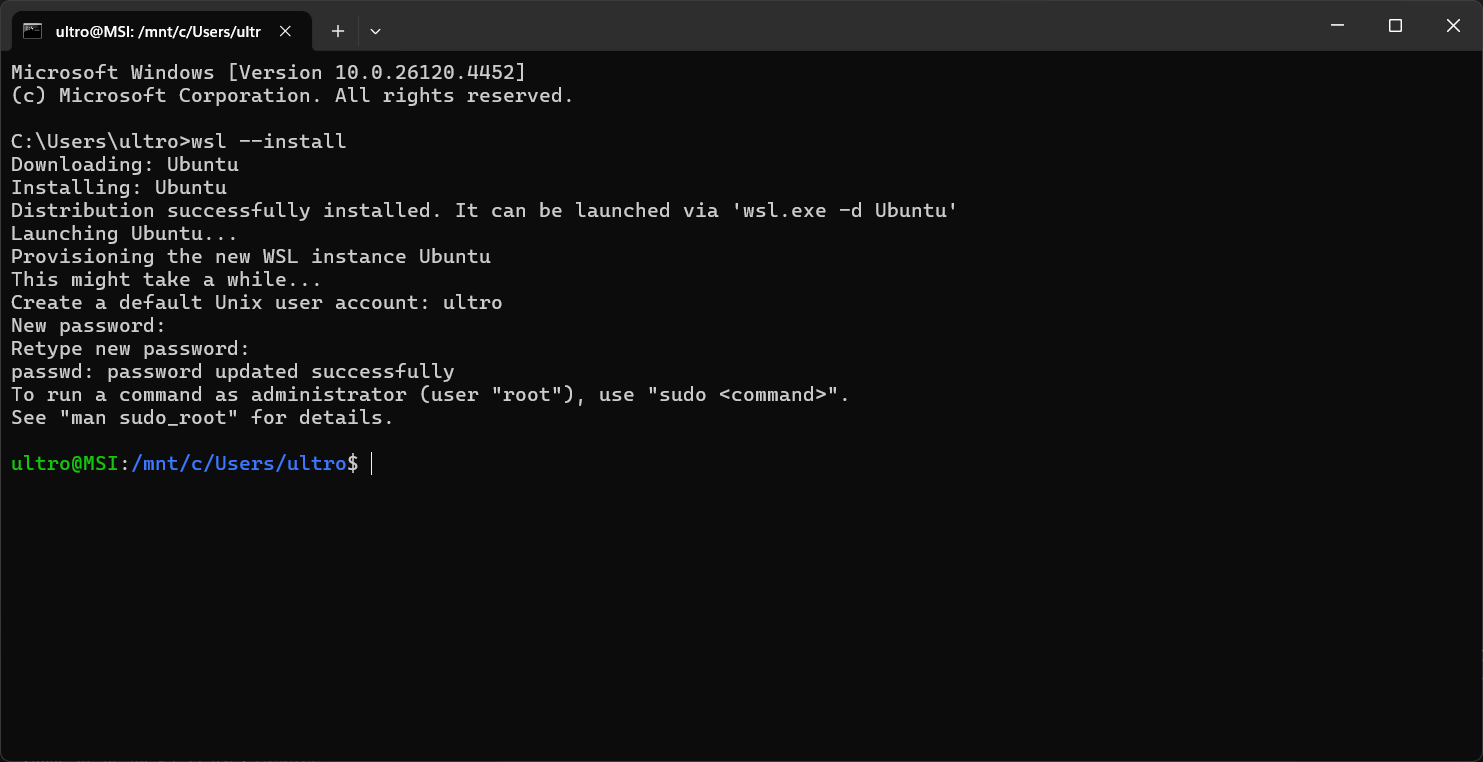 ultro@MSI: /mnt/c/Users/ultr
Microsoft Windows [Version 10.0.26120.4452]
(c) Microsoft Corporation. All rights reserved.
C:\Users\ultro>wsl --install
Downloading: Ubuntu
Installing: Ubuntu
Distribution successfully installed. It can be launched via 'wsl.exe -d Ubuntu'
Launching Ubuntu...
Provisioning the new WSL instance Ubuntu
This might take a while...
Create a default Unix user account: ultro
New password:
Retype new password:
passwd: password updated successfully
To run a command as administrator (user "root"), use "sudo <command>".
See "man sudo_root" for details.
ultro@MSI:/mnt/c/Users/ultro$